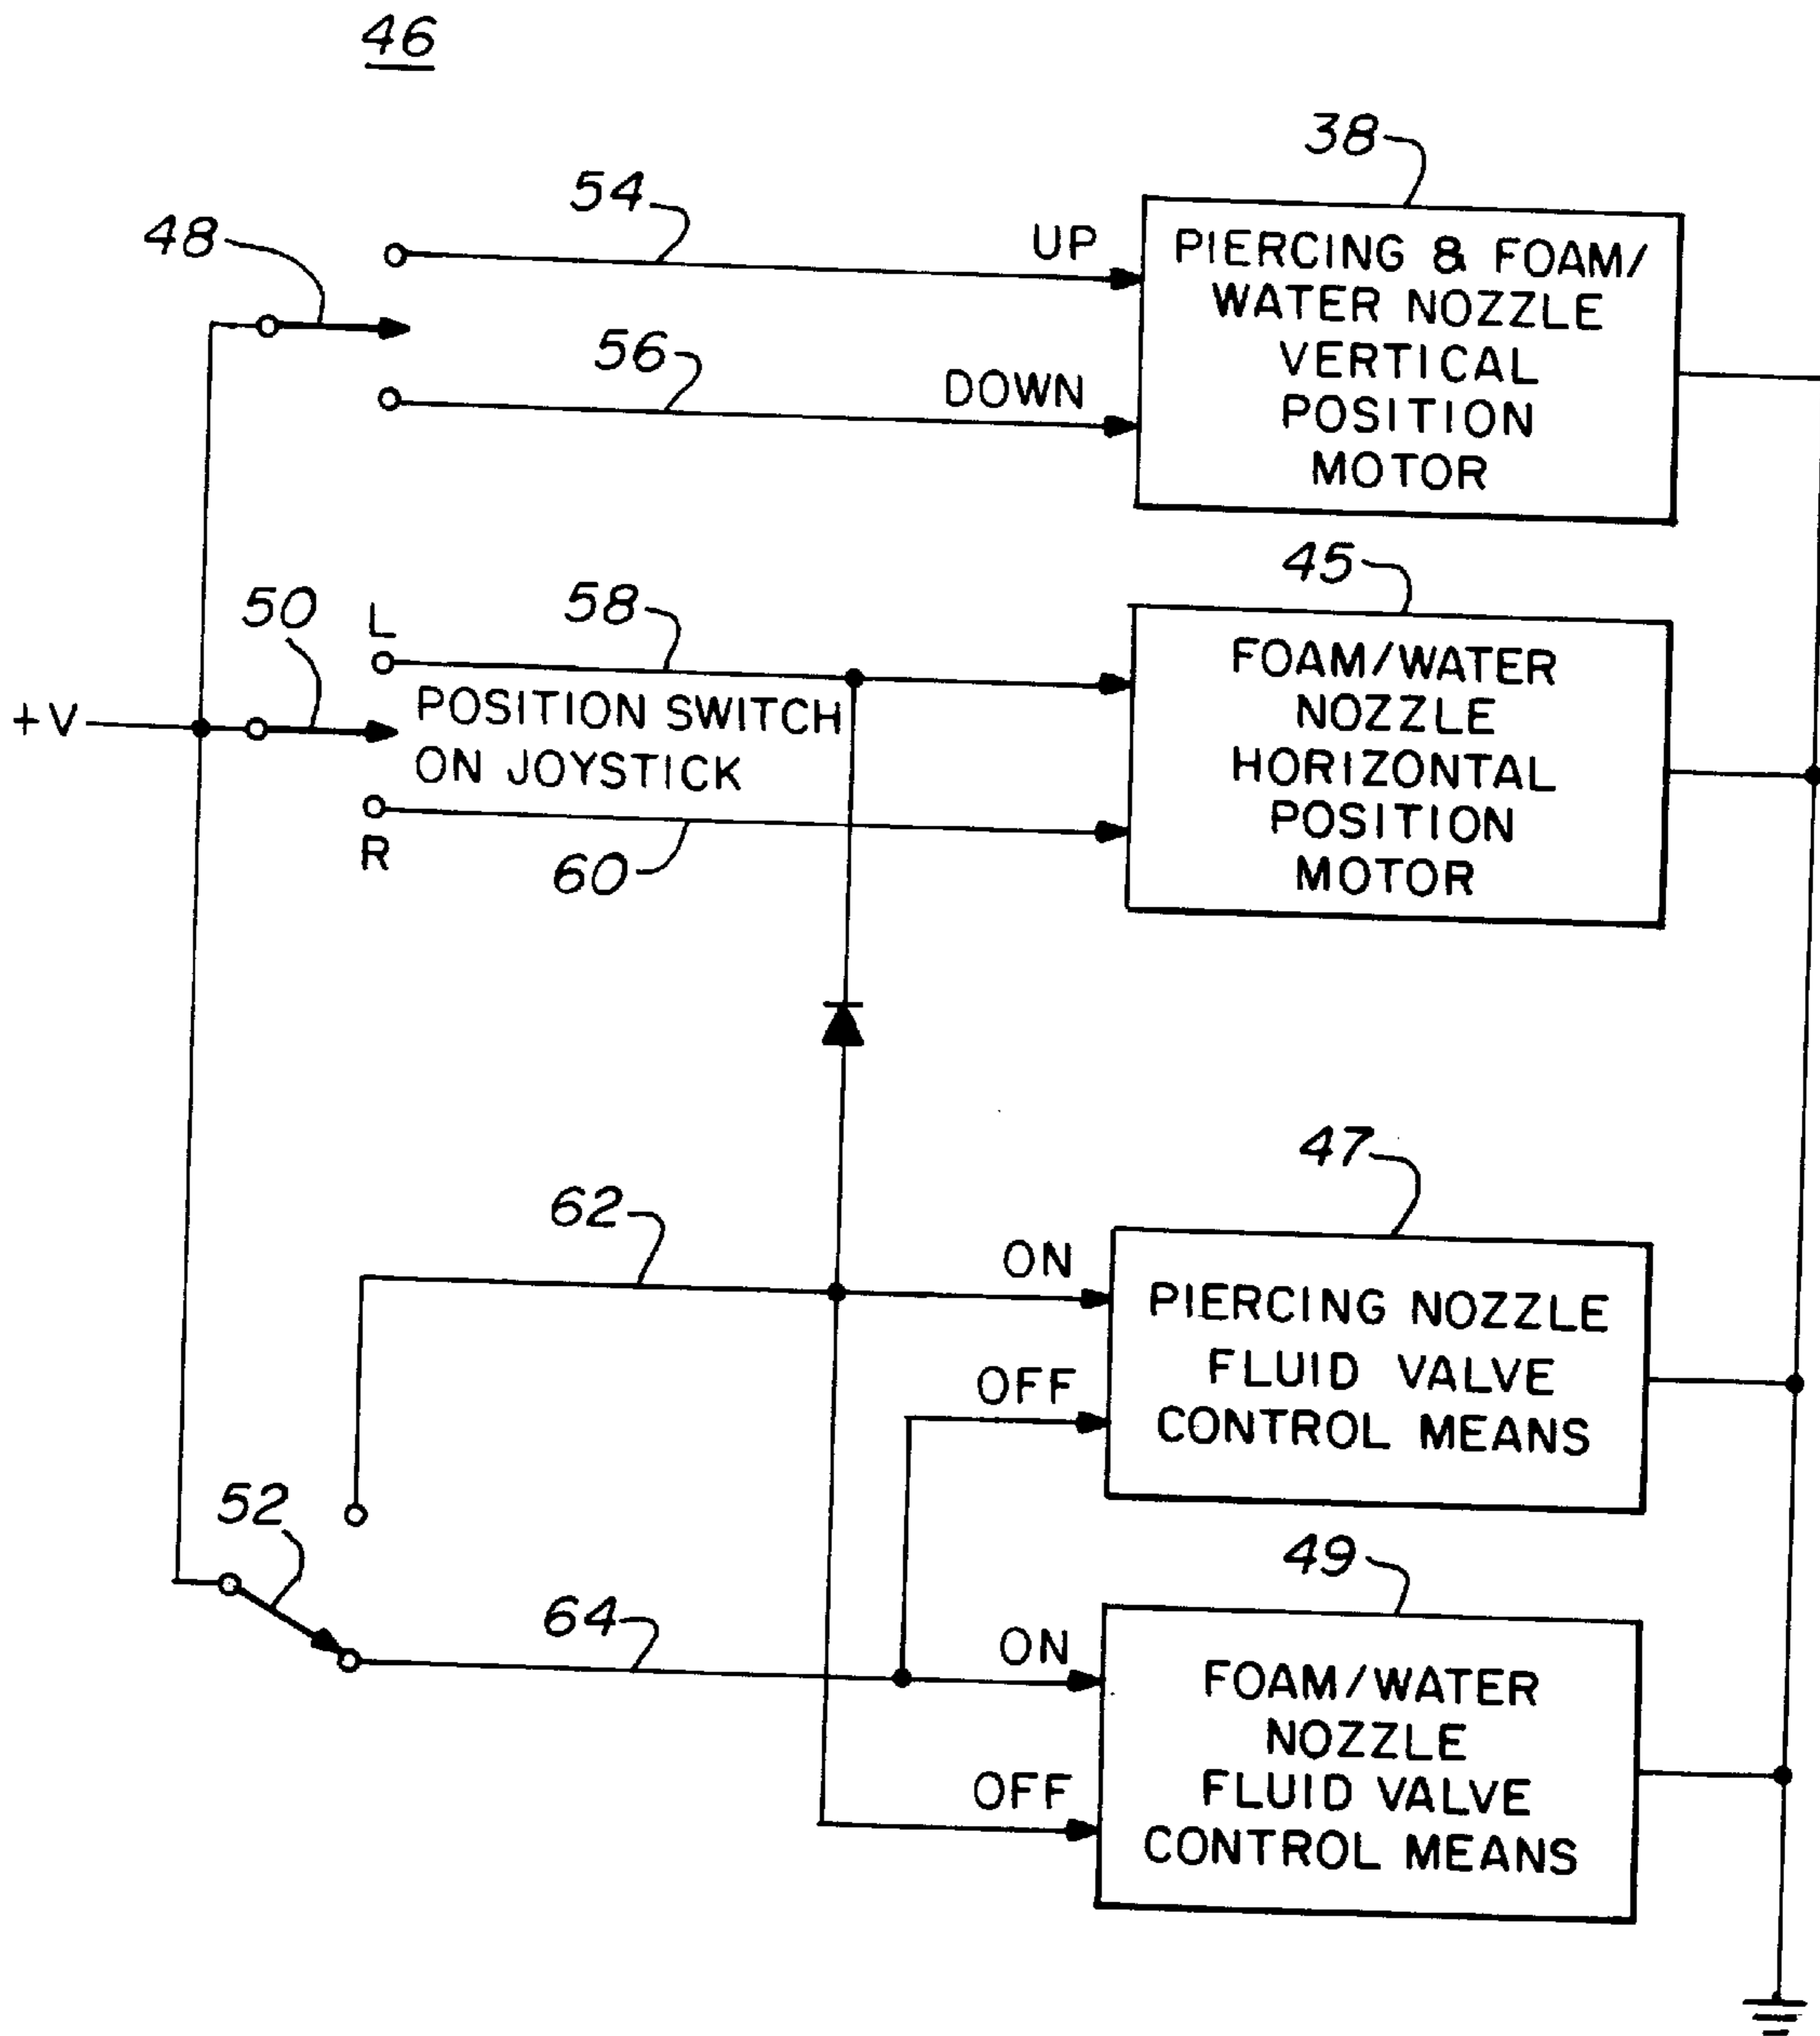 46
38
54
48
UP
PIERCING & FOAM/
WATER NOZZLE
VERTICAL
POSITION
MOTOR
56
DOWN
45
50
L
58
FOAM/WATER
NOZZLE
HORIZONTAL
POSITION
MOTOR
+V
POSITION SWITCH
ON JOYSTICK
R
60
47
62
ON
PIERCING NOZZLE
FLUID VALVE
CONTROL MEANS
OFF
52
49
64
ON
FOAM/WATER
NOZZLE
FLUID VALVE
CONTROL MEANS
OFF